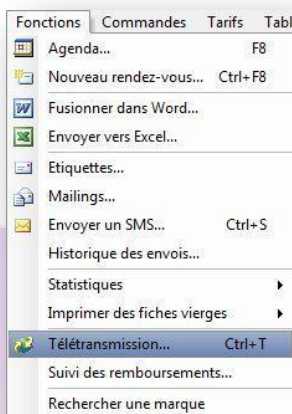 Fonctions Commandes Tarifs Tabl
Agenda... F8
Nouveau rendez-vous... Ctrl+F8
Fusionner dans Word...
Envoyer vers Excel...
Etiquettes...
Mailings...
Envoyer un SMS... Ctrl+S
Historique des envois...
Statistiques
Imprimer des fiches vierges
Télétransmission... Ctrl+T
Suivi des remboursements...
Rechercher une marque